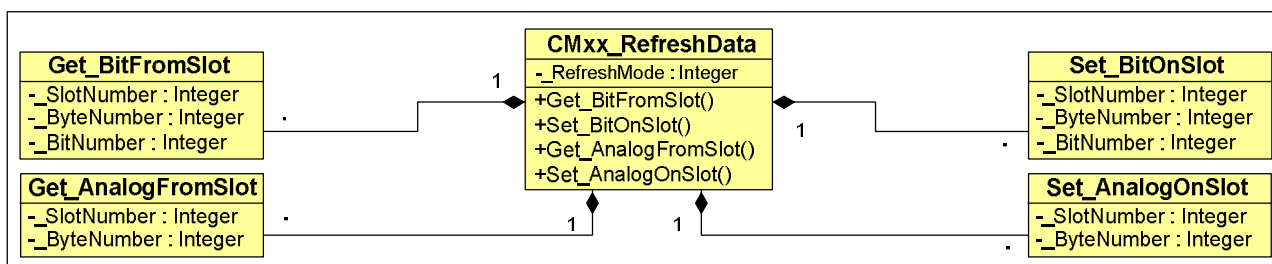 Get_BitFromSlot
-_SlotNumber : Integer
-_ByteNumber : Integer
-_BitNumber : Integer
Get_AnalogFromSlot
-_SlotNumber : Integer
-_ByteNumber : Integer
1
1
CMxx_RefreshData
-_RefreshMode : Integer
+Get_BitFromSlot()
+Set_BitOnSlot()
+Get_AnalogFromSlot()
+Set_AnalogOnSlot()
1
1
Set_BitOnSlot
-_SlotNumber : Integer
-_ByteNumber : Integer
-_BitNumber : Integer
Set_AnalogOnSlot
-_SlotNumber : Integer
-_ByteNumber : Integer